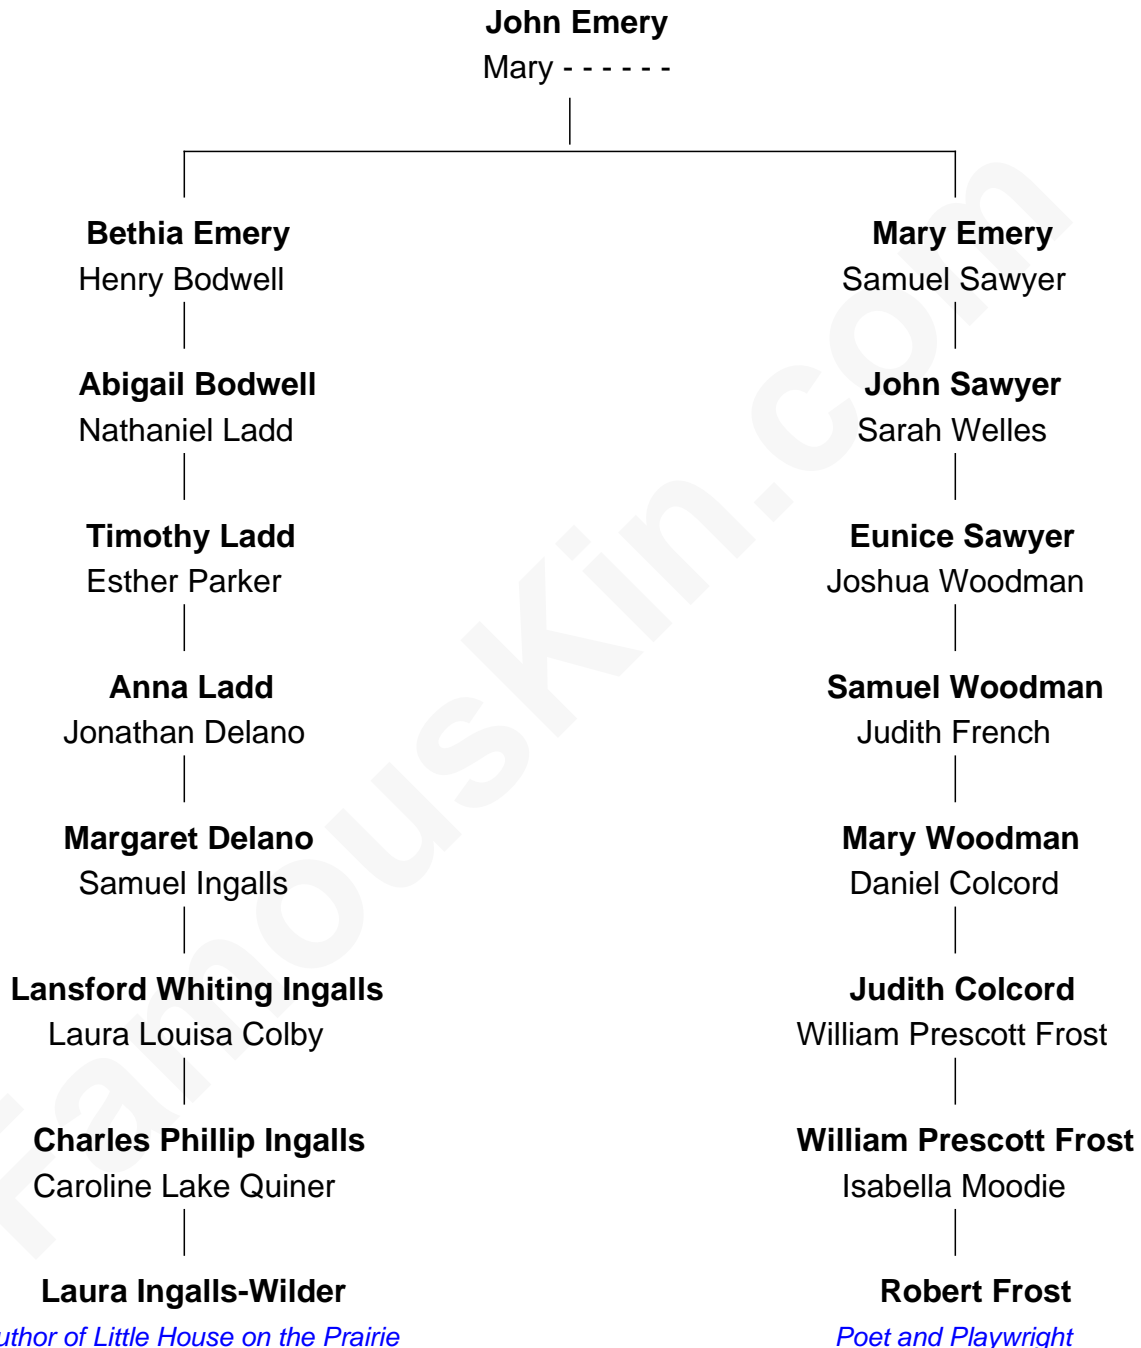 John Emery
Mary - - - - - -
Bethia Emery
Henry Bodwell
Mary Emery
Samuel Sawyer
Abigail Bodwell
Nathaniel Ladd
John Sawyer
Sarah Welles
Timothy Ladd
Esther Parker
Eunice Sawyer
Joshua Woodman
Anna Ladd
Jonathan Delano
Samuel Woodman
Judith French
Margaret Delano
Samuel Ingalls
Mary Woodman
Daniel Colcord
Lansford Whiting Ingalls
Laura Louisa Colby
Judith Colcord
William Prescott Frost
Charles Phillip Ingalls
Caroline Lake Quiner
William Prescott Frost
Isabella Moodie
Laura Ingalls-Wilder
uthor of Little House on the Prairie
Robert Frost
Poet and Playwright
FamousKin.com